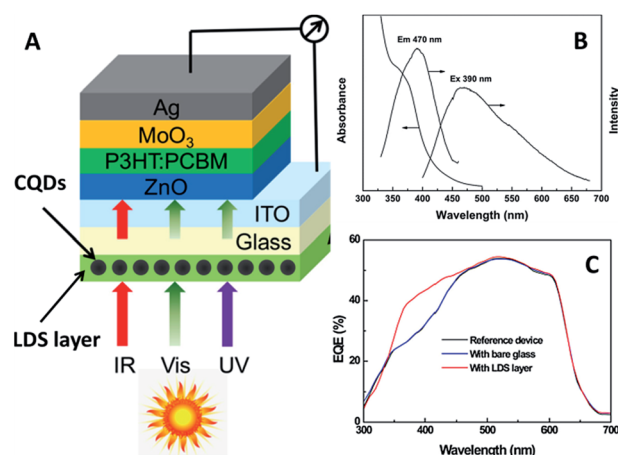 A
Ag
MoO3
P3HT:PCBM
ZnO
ITO
Glass
CQDs
LDS layer
IR Vis UV
B
Em 470 nm
Ex 390 nm
Absorbance
Intensity
300 350 400 450 500 550 600 650 700
Wavelength (nm)
C
EQE (%)
60
40
20
0
Reference device
With bare glass
With LDS layer
300 400 500 600 700
Wavelength (nm)